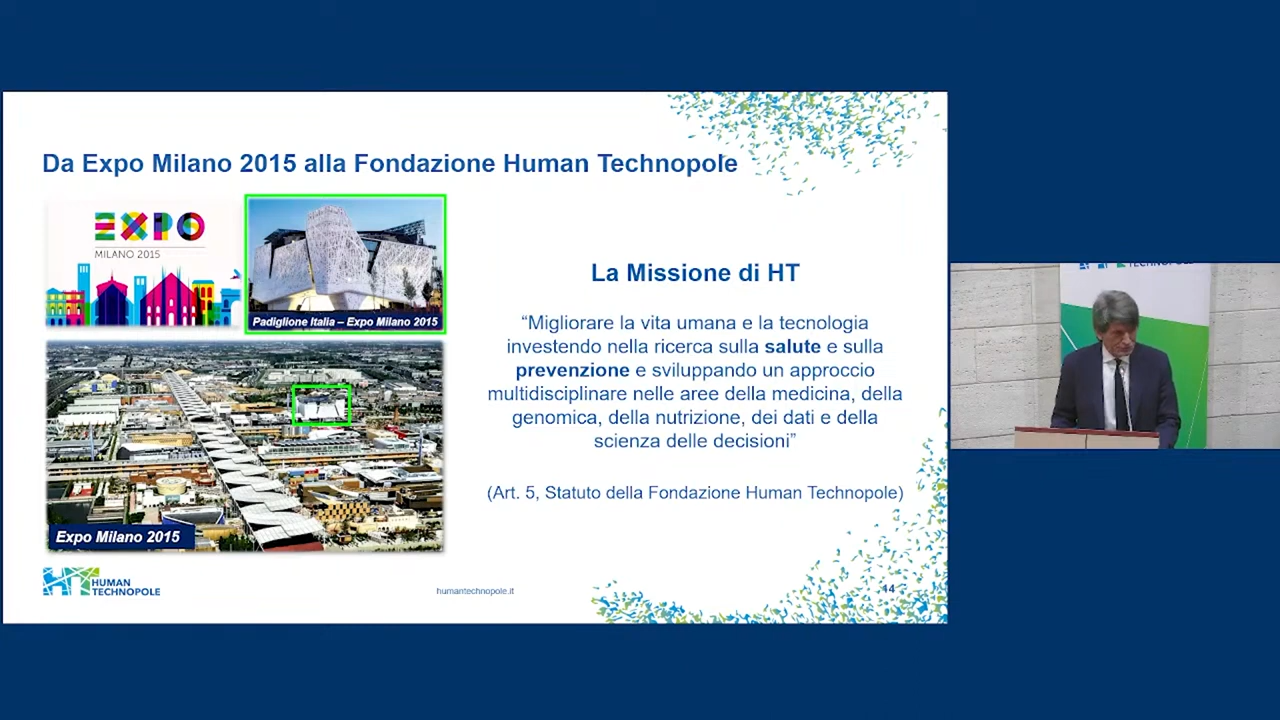 Da Expo Milano 2015 alla Fondazione Human Technopole
EXPO
MILANO 2015
Padiglione Italia – Expo Milano 2015
Expo Milano 2015
La Missione di HT
“Migliorare la vita umana e la tecnologia
investendo nella ricerca sulla salute e sulla
prevenzione e sviluppando un approccio
multidisciplinare nelle aree della medicina, della
genomica, della nutrizione, dei dati e della
scienza delle decisioni”
(Art. 5, Statuto della Fondazione Human Technopole)
HT HUMAN
TECHNOPOLE
humantechnopole.it
14
TECHNOPOLE